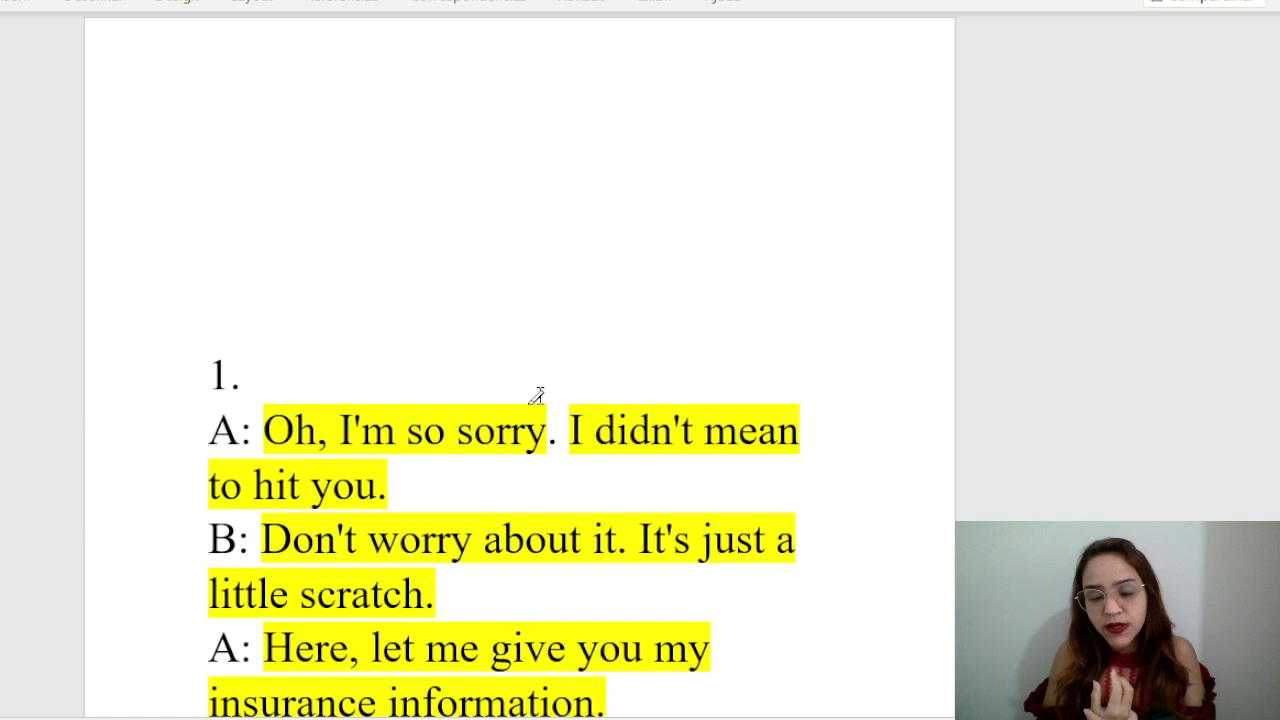 1.
A: Oh, I'm so sorry. I didn't mean
to hit you.
B: Don't worry about it. It's just a
little scratch.
A: Here, let me give you my
insurance information.